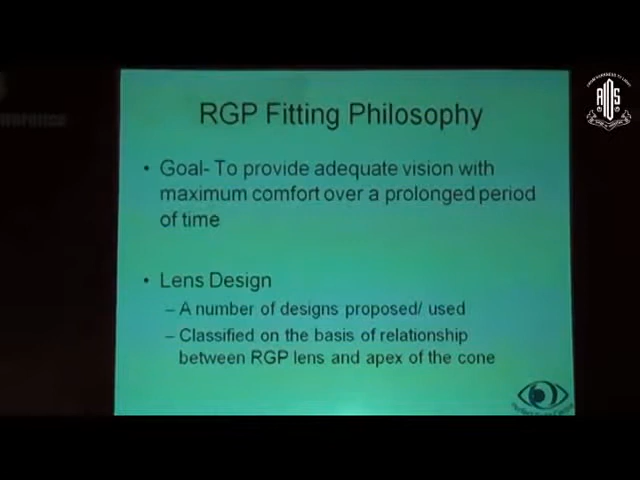 RGP Fitting Philosophy
• Goal- To provide adequate vision with
maximum comfort over a prolonged period
of time
• Lens Design
– A number of designs proposed/ used
– Classified on the basis of relationship
between RGP lens and apex of the cone
AIOS